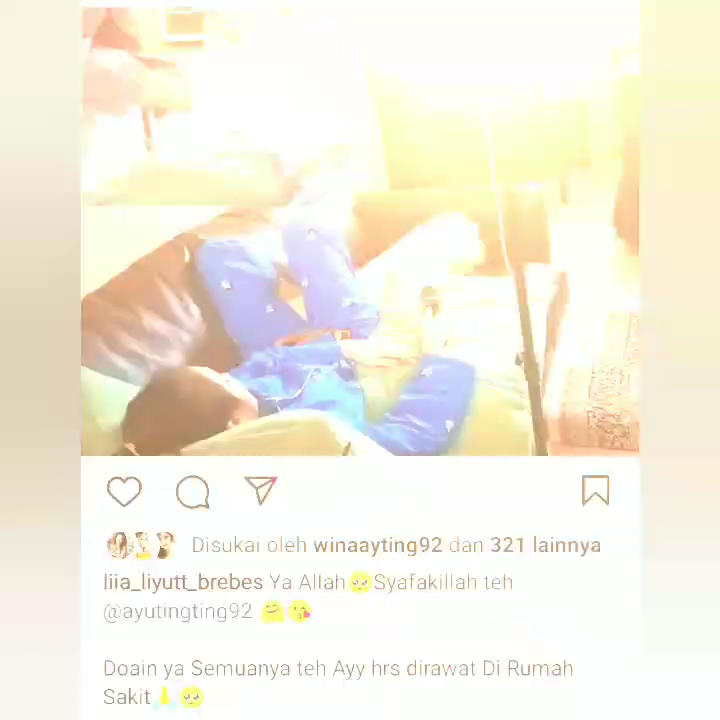 Disukai oleh winaayting92 dan 321 lainnya
liia_liyutt_brebes Ya Allah🥺Syafakillah teh
@ayutingting92 🤗😘
Doain ya Semuanya teh Ayy hrs dirawat Di Rumah
Sakit🙏🥺